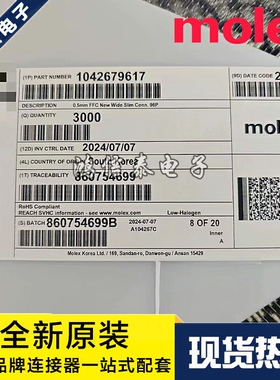 电子
molex
(1P) PART NUMBER 1042679617
(9D) DATE CODE 2
DESCRIPTION 0.5mm FFC New Wide Slim Conn. 96P
(Q) QUANTITY 3000
(12D) INV CTRL DATE 2024/07/07
(4L) COUNTRY OF ORIGIN South Korea
(1T) TRACEABILITY 860754699
RoHS Compliant
REACH SVHC information - see www.molex.com
Low-Halogen
(S) BATCH 860754699B
2024-07-07
A104267C
8 OF 20
Inner
A
Molex Korea Ltd. / 169, Sandan-ro, Danwon-gu / Ansan 15429
mol
电子
全新原装
品牌连接器一站式配套
现货热